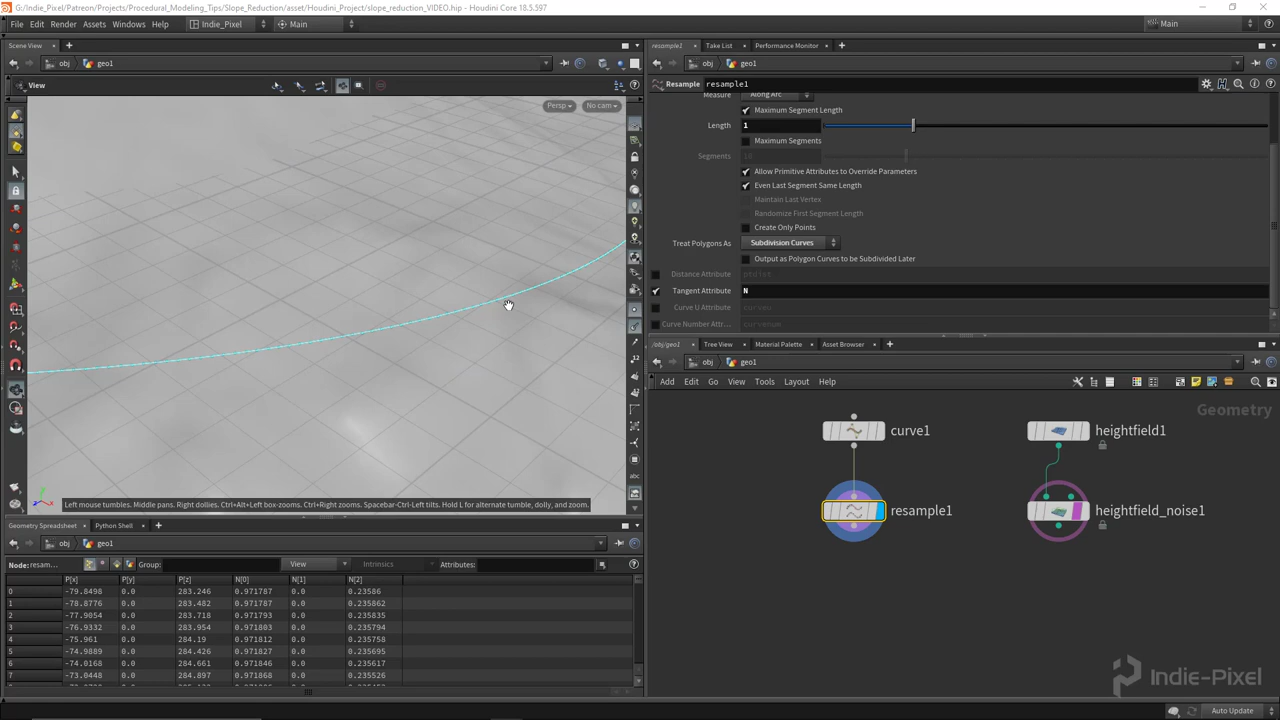 G:/Indie_Pixel/Patreon/Projects/Procedural_Modeling_Tips/Slope_Reduction/asset/Houdini_Project/slope_reduction_VIDEO.hip - Houdini Core 18.5.597
File Edit Render Assets Windows Help Indie_Pixel Main Main
Scene View
obj geo1
View
Persp No cam
Left mouse tumbles. Middle pans. Right dollies. Ctrl+Alt+Left box-zooms. Ctrl+Right zooms. Spacebar-Ctrl-Left tilts. Hold L for alternate tumble, dolly, and zoom.
Geometry Spreadsheet Python Shell
obj geo1
Node: resam... Group: View Intrinsics Attributes:
P[x] P[y] P[z] N[0] N[1] N[2]
0 -79.8498 0.0 283.246 0.971787 0.0 0.23586
1 -78.8776 0.0 283.482 0.971787 0.0 0.235862
2 -77.9054 0.0 283.718 0.971793 0.0 0.235835
3 -76.9332 0.0 283.954 0.971803 0.0 0.235794
4 -75.961 0.0 284.19 0.971812 0.0 0.235758
5 -74.9889 0.0 284.426 0.971827 0.0 0.235695
6 -74.0168 0.0 284.661 0.971846 0.0 0.235617
7 -73.0448 0.0 284.897 0.971868 0.0 0.235526
resample1 Take List Performance Monitor
obj geo1
Resample resample1
Measure Along Arc
Maximum Segment Length
Length 1
Maximum Segments
Segments 10
Allow Primitive Attributes to Override Parameters
Even Last Segment Same Length
Maintain Last Vertex
Randomize First Segment Length
Create Only Points
Treat Polygons As Subdivision Curves
Output as Polygon Curves to be Subdivided Later
Distance Attribute ptdist
Tangent Attribute N
Curve U Attribute curveu
Curve Number Attr... curvenum
/obj/geo1 Tree View Material Palette Asset Browser
obj geo1
Add Edit Go View Tools Layout Help
Geometry
curve1
heightfield1
resample1
heightfield_noise1
Indie-Pixel
Auto Update